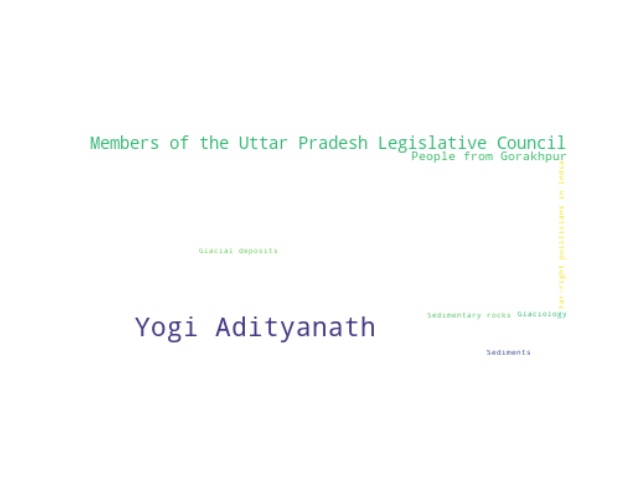 Members of the Uttar Pradesh Legislative Council
People from Gorakhpur
Far-right politicians in India
Glacial deposits
Sedimentary rocks
Glaciology
Yogi Adityanath
Sediments